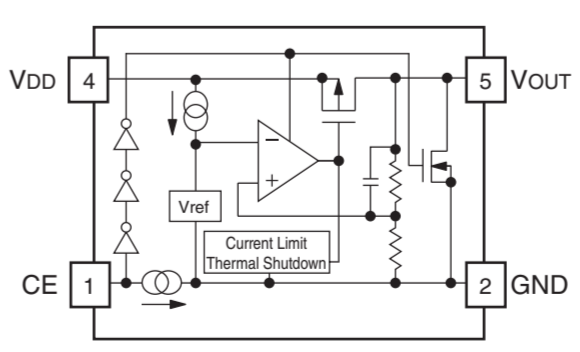 VDD 4
5 VOUT
−
+
Vref
Current Limit
Thermal Shutdown
CE 1
2 GND